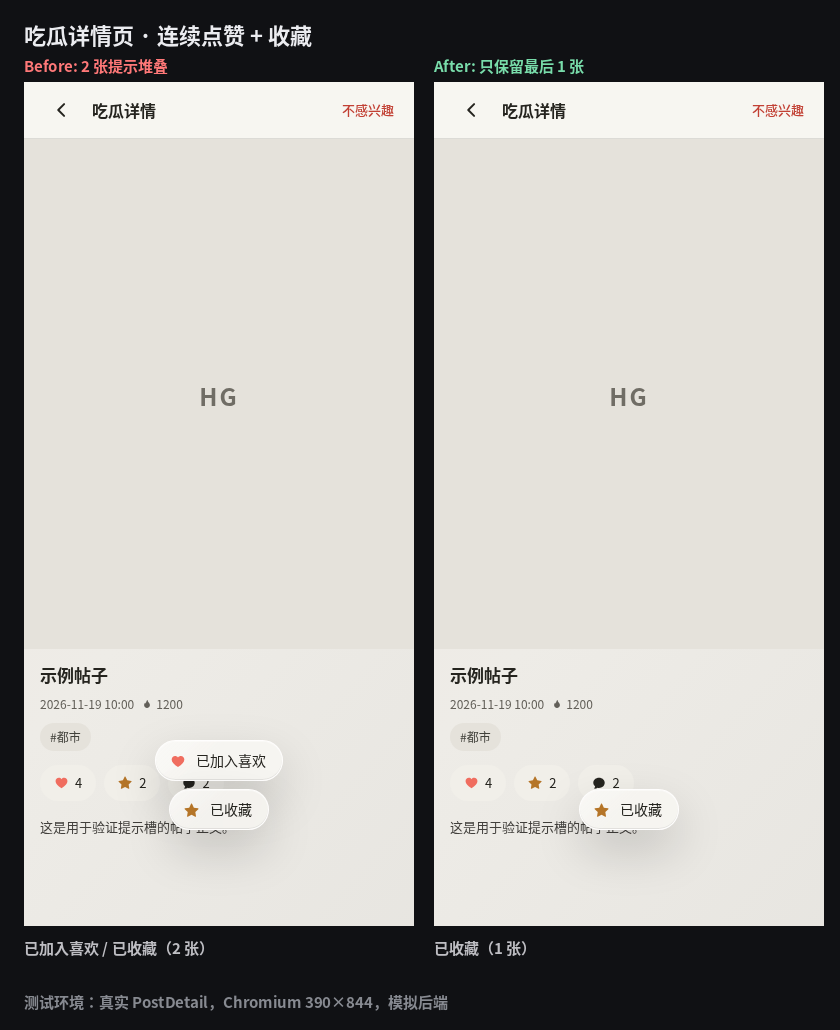 吃瓜详情页 · 连续点赞 + 收藏
Before: 2 张提示堆叠
吃瓜详情
不感兴趣
HG
示例帖子
2026-11-19 10:00 1200
#都市
已加入喜欢
4 2 2
已收藏
这是用于验证提示槽的帖子正文。
已加入喜欢 / 已收藏（2 张）
After: 只保留最后 1 张
吃瓜详情
不感兴趣
HG
示例帖子
2026-11-19 10:00 1200
#都市
4 2 2
已收藏
这是用于验证提示槽的帖子正文。
已收藏（1 张）
测试环境：真实 PostDetail，Chromium 390×844，模拟后端